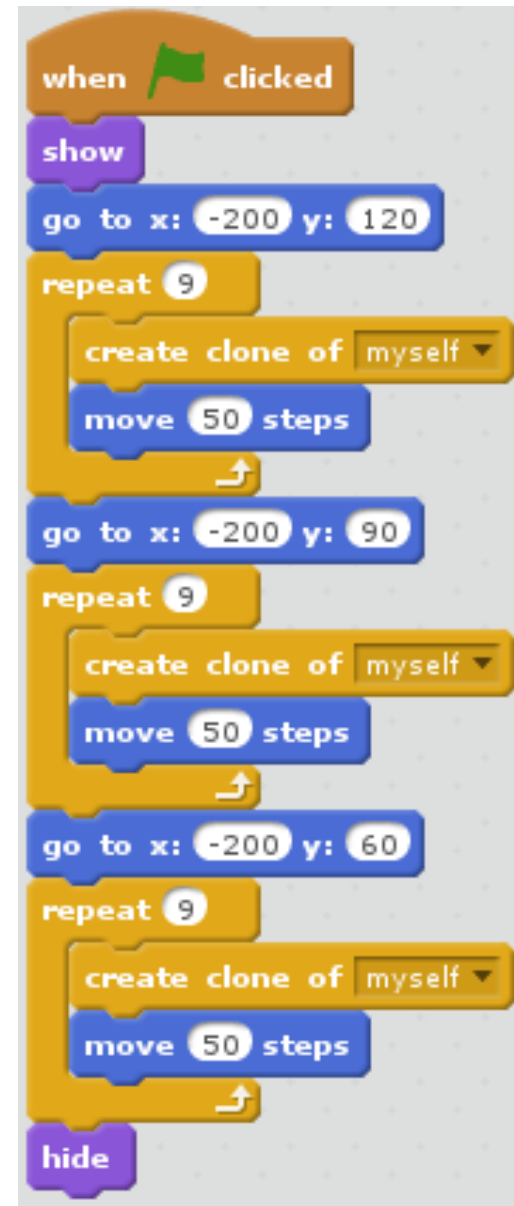 when clicked
show
go to x: -200 y: 120
repeat 9
create clone of myself
move 50 steps
go to x: -200 y: 90
repeat 9
create clone of myself
move 50 steps
go to x: -200 y: 60
repeat 9
create clone of myself
move 50 steps
hide